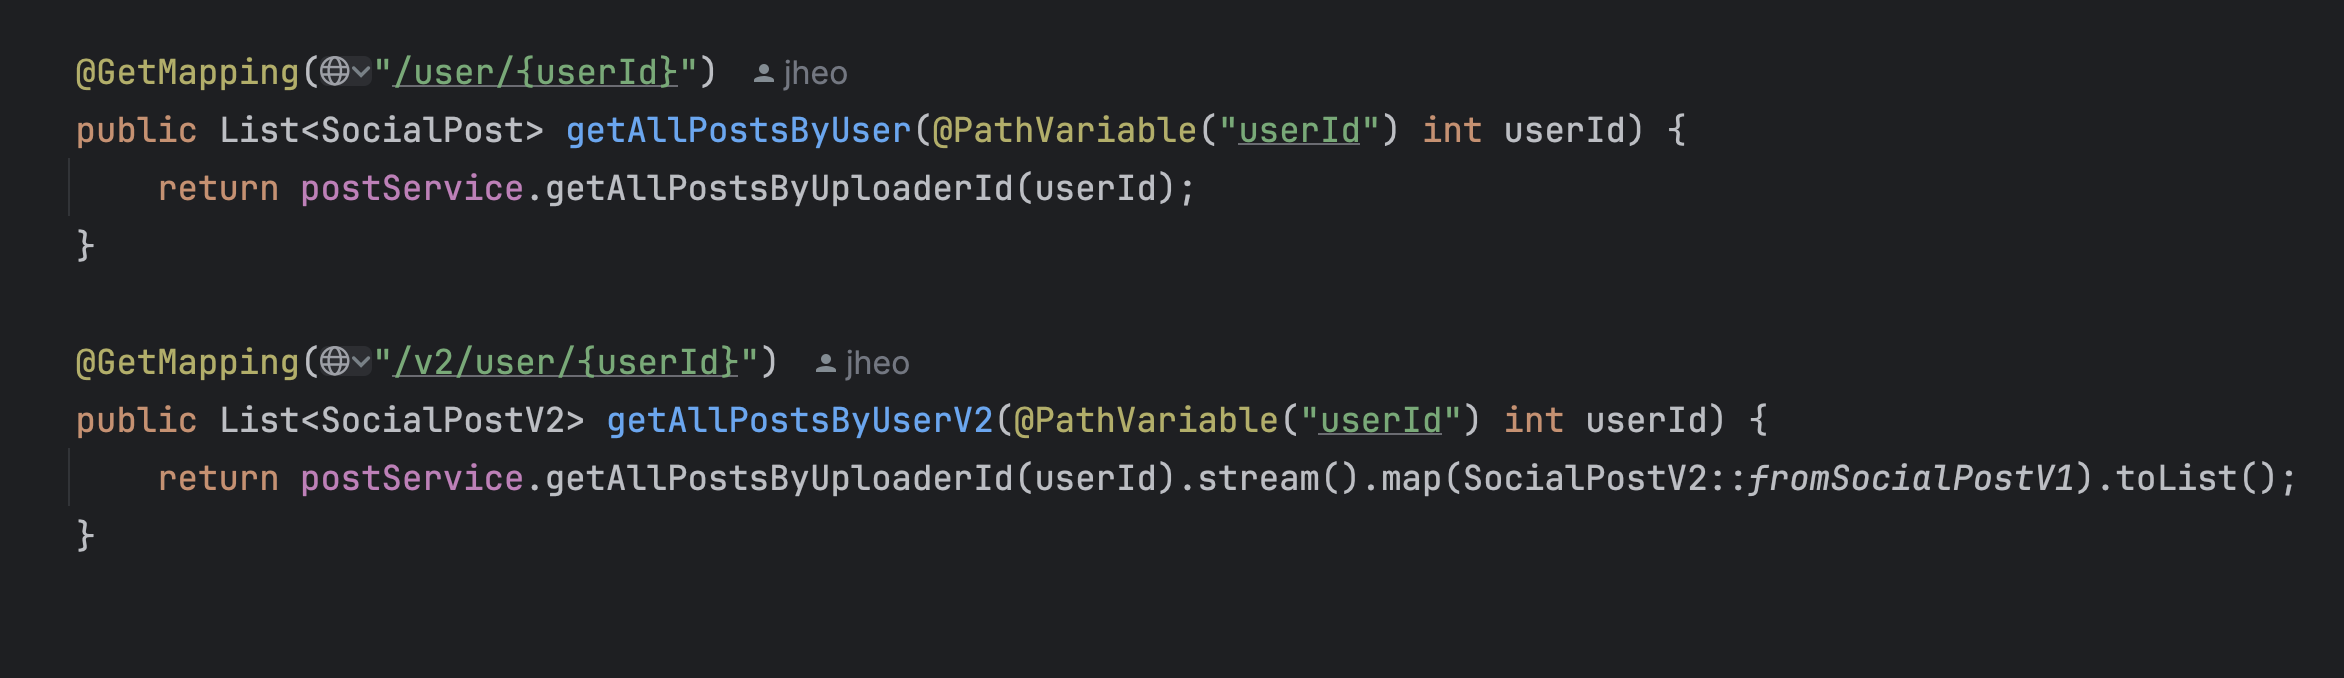 @GetMapping("/user/{userId}") jheo
public List<SocialPost> getAllPostsByUser(@PathVariable("userId") int userId) {
return postService.getAllPostsByUploaderId(userId);
}
@GetMapping("/v2/user/{userId}") jheo
public List<SocialPostV2> getAllPostsByUserV2(@PathVariable("userId") int userId) {
return postService.getAllPostsByUploaderId(userId).stream().map(SocialPostV2::fromSocialPostV1).toList();
}